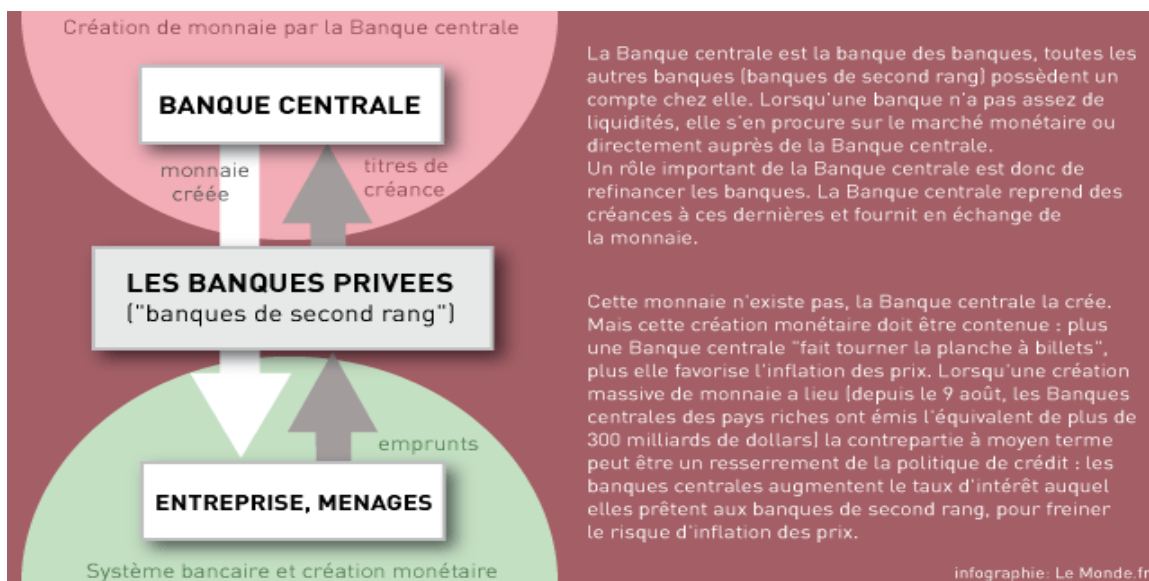 Création de monnaie par la Banque centrale
BANQUE CENTRALE
monnaie
créée
titres de
créance
LES BANQUES PRIVEES
("banques de second rang")
emprunts
ENTREPRISE, MENAGES
Système bancaire et création monétaire
La Banque centrale est la banque des banques, toutes les
autres banques (banques de second rang) possèdent un
compte chez elle. Lorsqu'une banque n'a pas assez de
liquidités, elle s'en procure sur le marché monétaire ou
directement auprès de la Banque centrale.
Un rôle important de la Banque centrale est donc de
refinancer les banques. La Banque centrale reprend des
créances à ces dernières et fournit en échange de
la monnaie.
Cette monnaie n'existe pas, la Banque centrale la crée.
Mais cette création monétaire doit être contenue : plus
une Banque centrale "fait tourner la planche à billets",
plus elle favorise l'inflation des prix. Lorsqu'une création
massive de monnaie a lieu (depuis le 9 août, les Banques
centrales des pays riches ont émis l'équivalent de plus de
300 milliards de dollars) la contrepartie à moyen terme
peut être un resserrement de la politique de crédit : les
banques centrales augmentent le taux d'intérêt auquel
elles prêtent aux banques de second rang, pour freiner
le risque d'inflation des prix.
infographie: Le Monde.fr